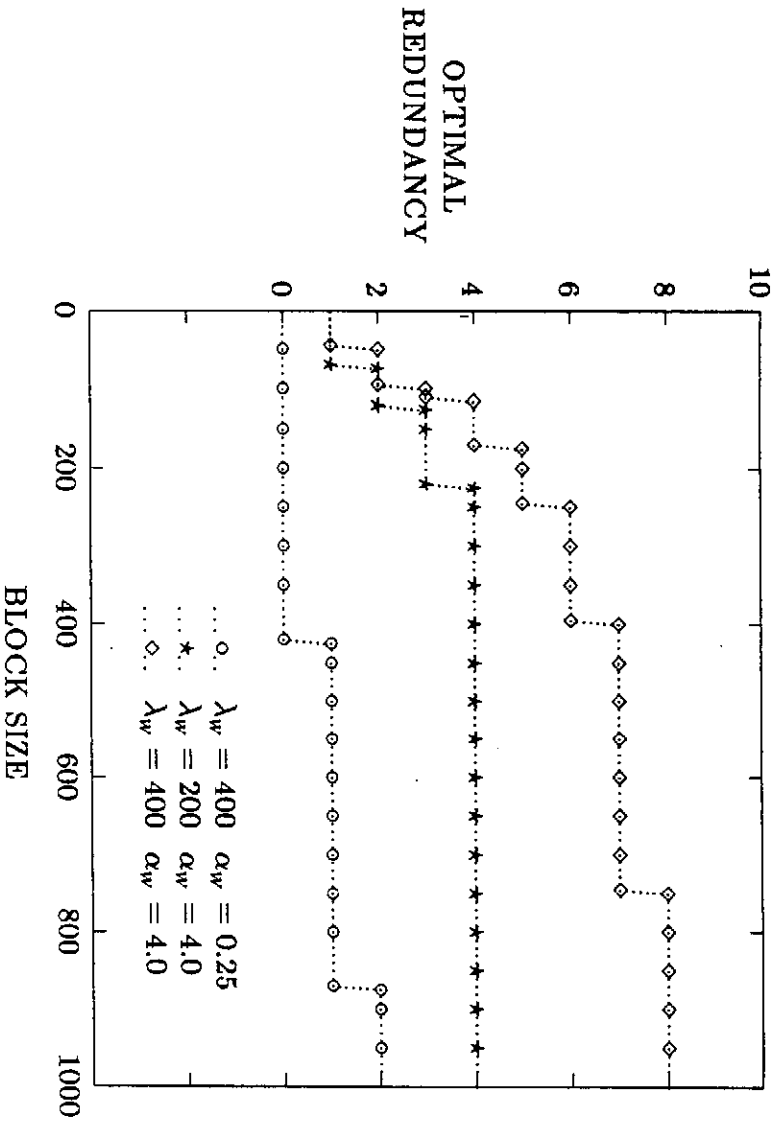 OPTIMAL
REDUNDANCY
10
8
6
4
2
0
0
200
400
600
800
1000
BLOCK SIZE
λw = 400 αw = 0.25
λw = 200 αw = 4.0
λw = 400 αw = 4.0